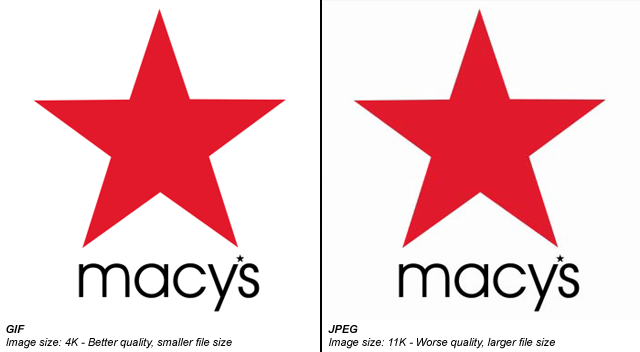 macy's
GIF
Image size: 4K - Better quality, smaller file size
macy's
JPEG
Image size: 11K - Worse quality, larger file size